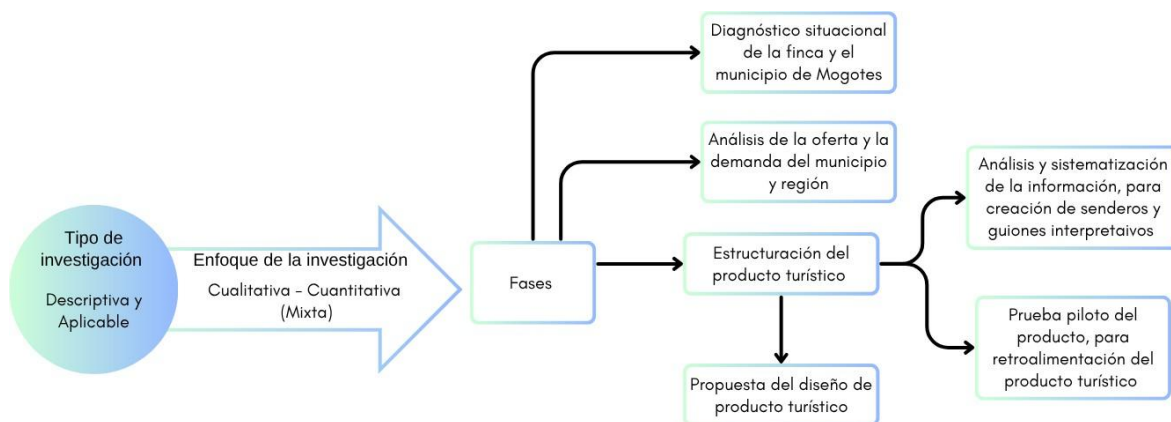 Tipo de
investigación
Descriptiva y
Aplicable
Enfoque de la investigación
Cualitativa - Cuantitativa
(Mixta)
Fases
Diagnóstico situacional
de la finca y el
municipio de Mogotes
Análisis de la oferta y la
demanda del municipio
y región
Estructuración del
producto turístico
Propuesta del diseño de
producto turístico
Análisis y sistematización
de la información, para
creación de senderos y
guiones interpretaivos
Prueba piloto del
producto, para
retroalimentación del
producto turístico